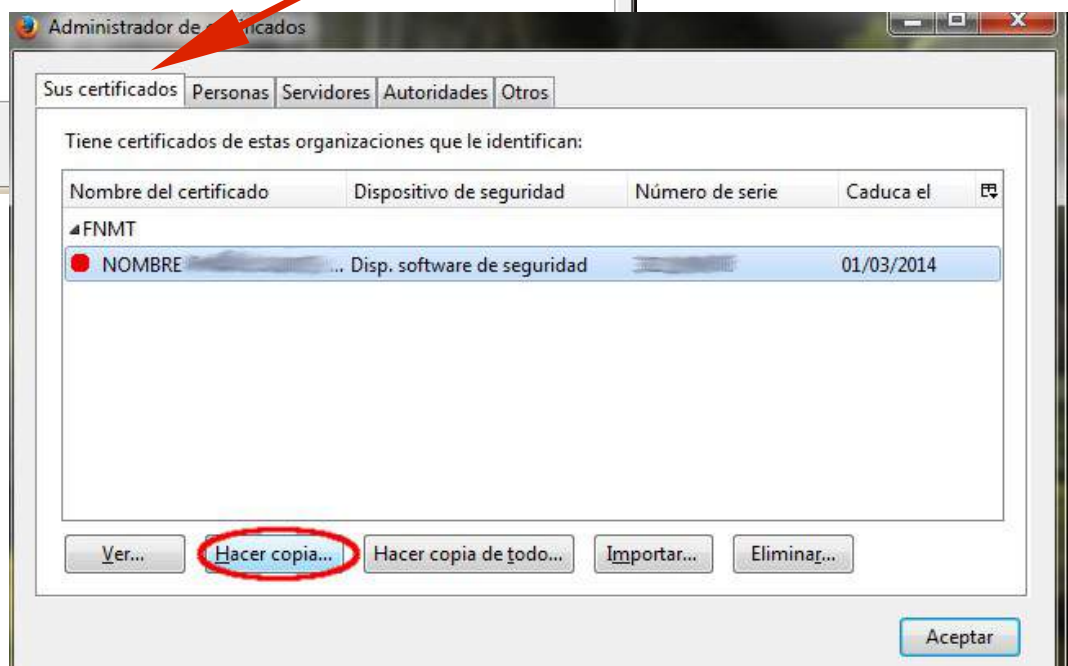 Administrador de certificados
Sus certificados Personas Servidores Autoridades Otros
Tiene certificados de estas organizaciones que le identifican:
Nombre del certificado Dispositivo de seguridad Número de serie Caduca el
FNMT
NOMBRE ... Disp. software de seguridad 01/03/2014
Ver... Hacer copia... Hacer copia de todo... Importar... Eliminar...
Aceptar